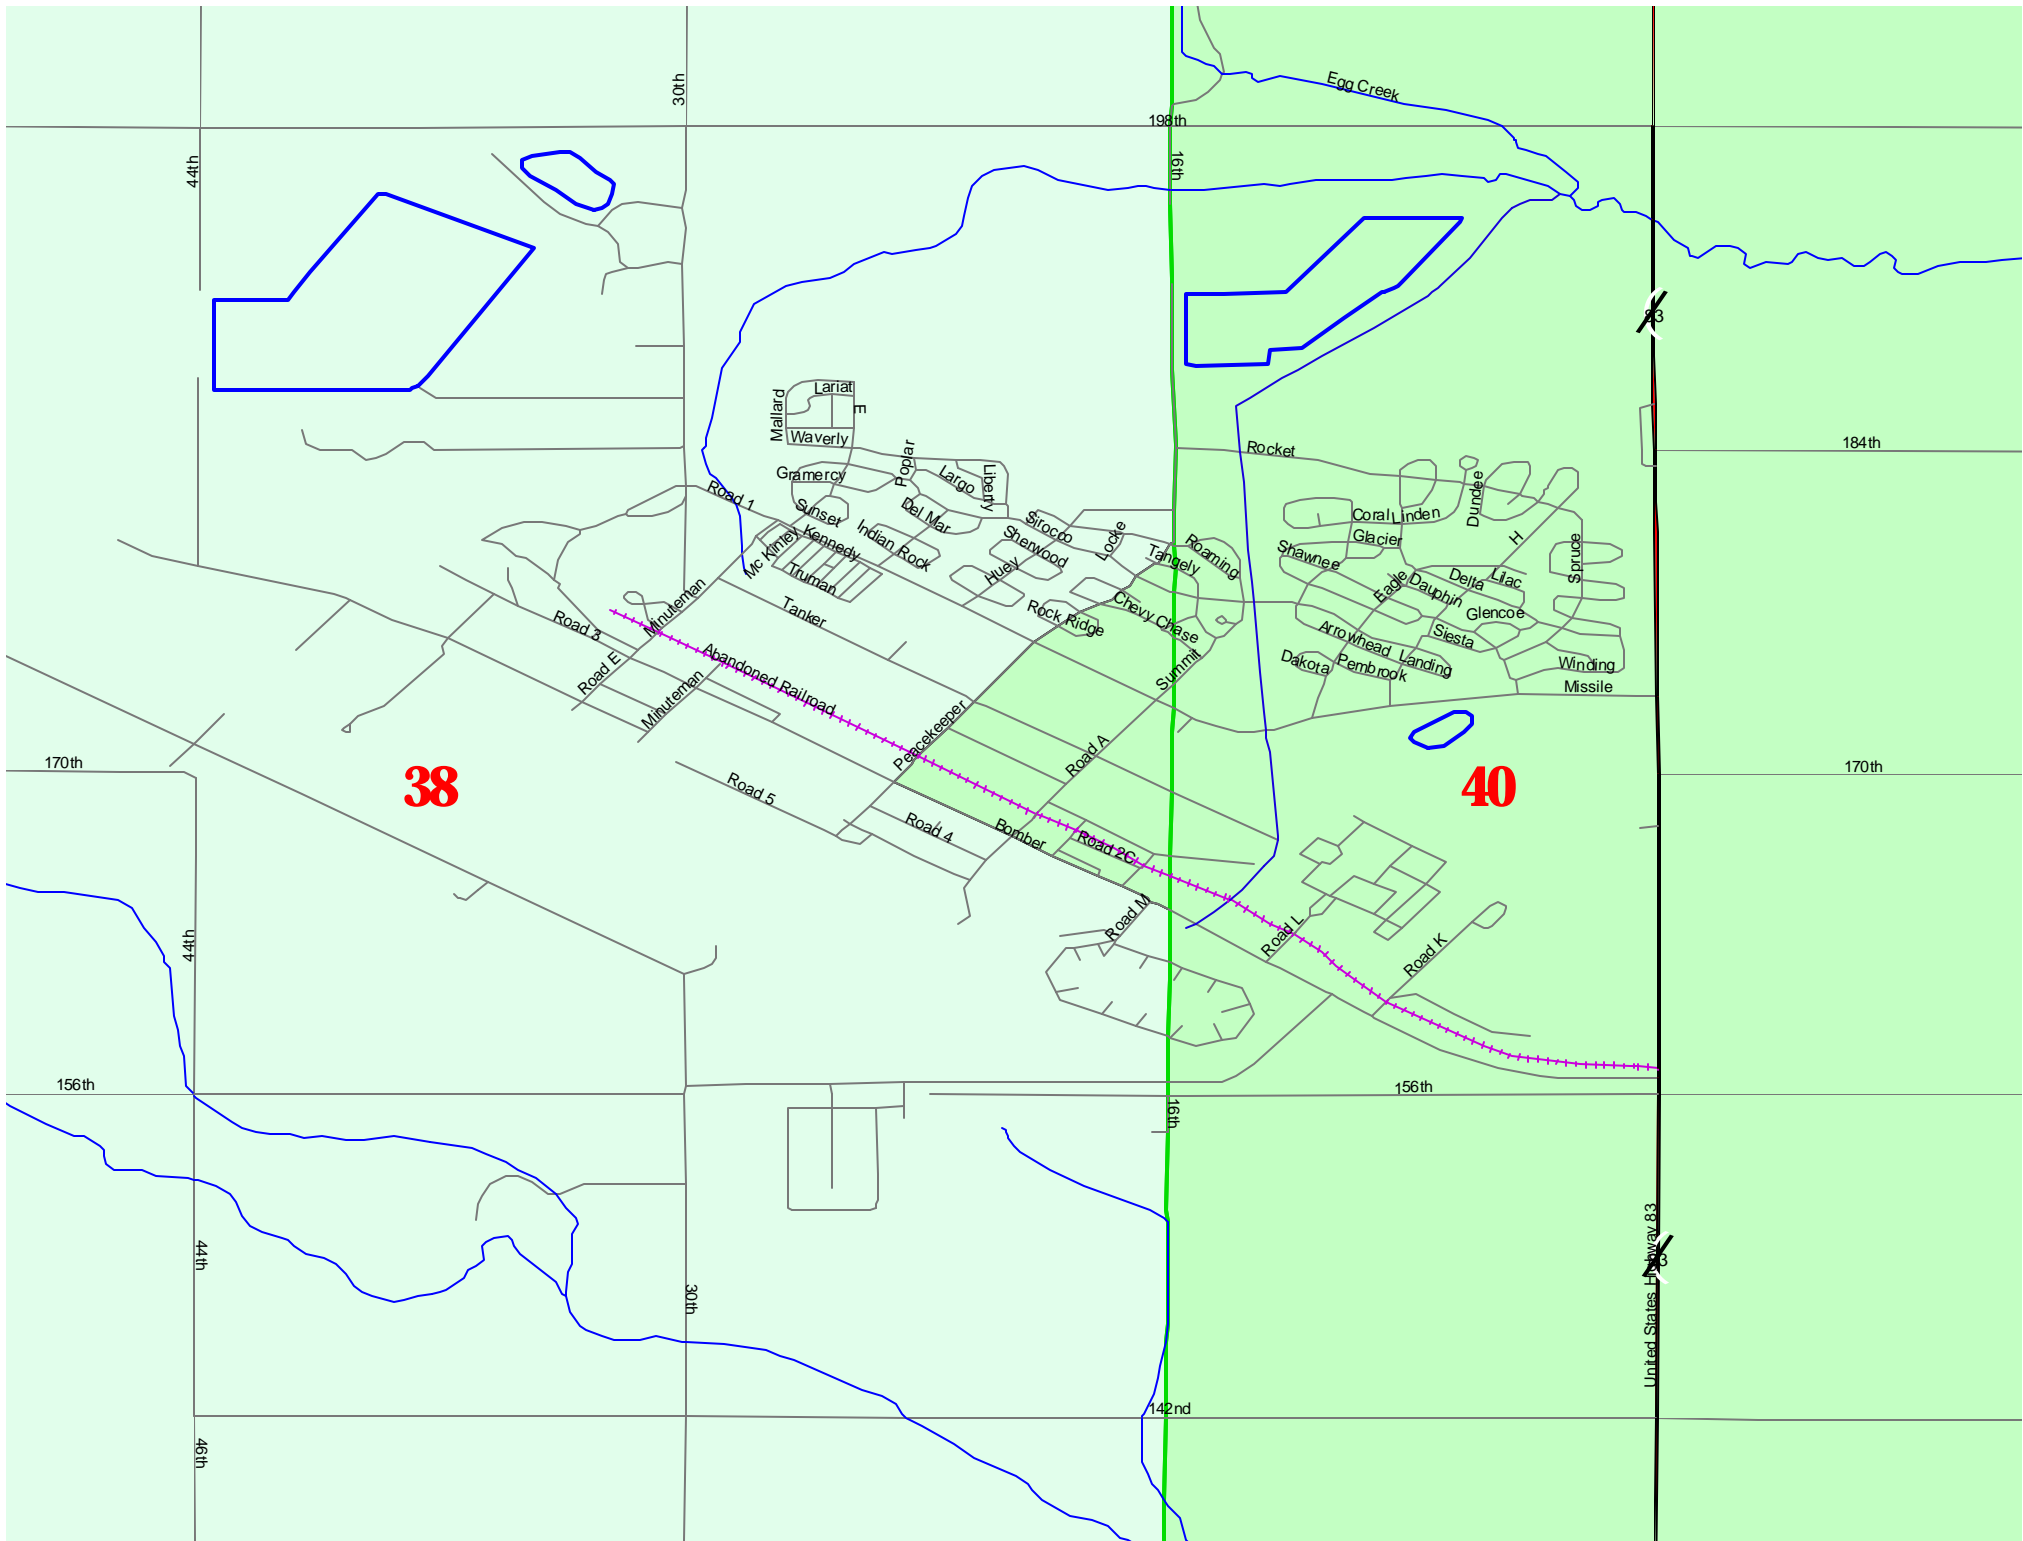 Egg Creek
30th
198th
44th
16th
83
Lariat
Mallard
E
Waverly
184th
Rocket
Poplar
Gramercy
Largo
Liberty
Dundee
Road 1
Sunset
Del Mar
Sirocco
Coral
Linden
Kennedy
Indian Rock
Sherwood
Locke
Glacier
H
Mc Kinley
Tangely
Roaming
Shawnee
Spruce
Truman
Huey
Eagle
Delta
Lilac
Dauphin
Minuteman
Tanker
Rock Ridge
Chevy Chase
Glencoe
Road 3
Arrowhead
Siesta
Abandoned Railroad
Dakota
Pembrook
Landing
Winding
Road E
Summit
Missile
Minuteman
Peacekeeper
Road A
170th
38
40
170th
Road 5
Road 4
Bomber
Road 2C
Road M
Road L
Road K
44th
156th
156th
16th
44th
30th
United States Highway 83
83
142nd
46th